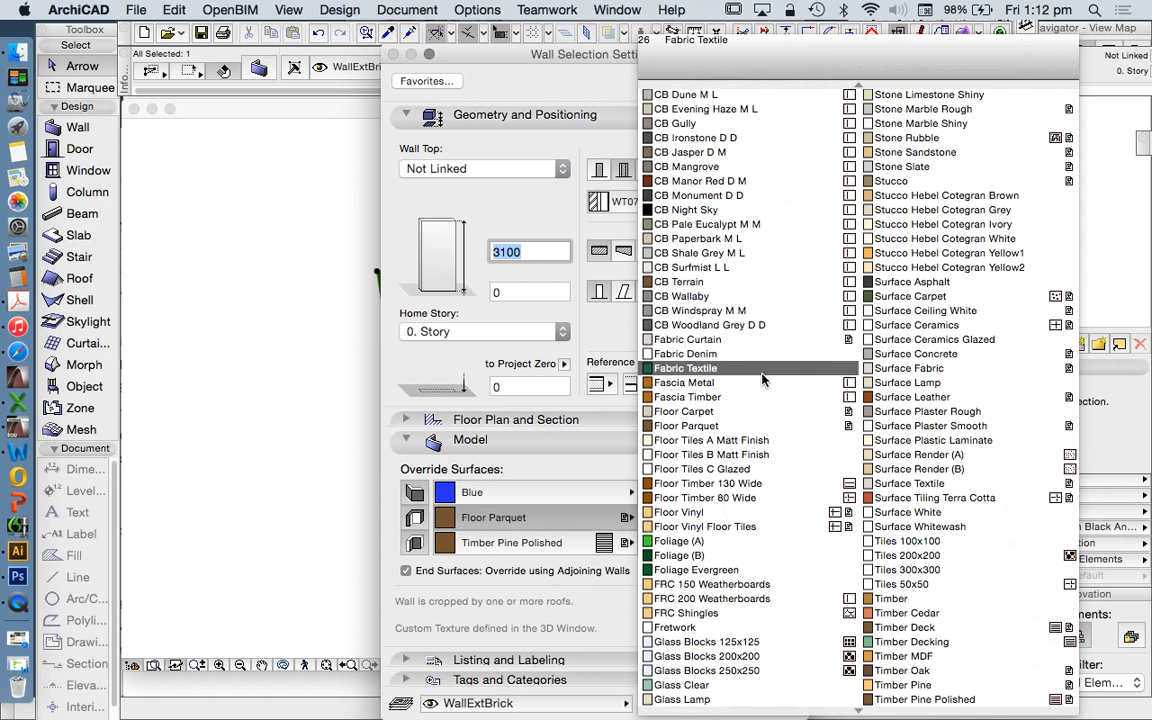 ArchiCAD File Edit OpenBIM View Design Document Options Teamwork Window Help 98% Fri 1:12 pm
Toolbox
Select
Arrow
Marquee
Design
Wall
Door
Window
Column
Beam
Slab
Stair
Roof
Shell
Skylight
Curtai...
Morph
Object
Zone
Mesh
Document
Dime...
Level...
Text
Label
Fill
Line
Arc/C...
Polyli...
Drawi...
Section
Eleva...
Interi...
All Selected: 1
WallExtBrick
Wall Selection Setti
Favorites...
Geometry and Positioning
Wall Top:
Not Linked
WT07
3100
0
Home Story:
0. Story
to Project Zero
Reference
0
Floor Plan and Section
Model
Override Surfaces:
Blue
Floor Parquet
Timber Pine Polished
End Surfaces: Override using Adjoining Walls
Wall is cropped by one or more roofs.
Custom Texture defined in the 3D Window.
Listing and Labeling
Tags and Categories
WallExtBrick
26 Fabric Textile
CB Dune M L
CB Evening Haze M L
CB Gully
CB Ironstone D D
CB Jasper D M
CB Mangrove
CB Manor Red D M
CB Monument D D
CB Night Sky
CB Pale Eucalypt M M
CB Paperbark M L
CB Shale Grey M L
CB Surfmist L L
CB Terrain
CB Wallaby
CB Windspray M M
CB Woodland Grey D D
Fabric Curtain
Fabric Denim
Fabric Textile
Fascia Metal
Fascia Timber
Floor Carpet
Floor Parquet
Floor Tiles A Matt Finish
Floor Tiles B Matt Finish
Floor Tiles C Glazed
Floor Timber 130 Wide
Floor Timber 80 Wide
Floor Vinyl
Floor Vinyl Floor Tiles
Foliage (A)
Foliage (B)
Foliage Evergreen
FRC 150 Weatherboards
FRC 200 Weatherboards
FRC Shingles
Fretwork
Glass Blocks 125x125
Glass Blocks 200x200
Glass Blocks 250x250
Glass Clear
Glass Lamp
Stone Limestone Shiny
Stone Marble Rough
Stone Marble Shiny
Stone Rubble
Stone Sandstone
Stone Slate
Stucco
Stucco Hebel Cotegran Brown
Stucco Hebel Cotegran Grey
Stucco Hebel Cotegran Ivory
Stucco Hebel Cotegran White
Stucco Hebel Cotegran Yellow1
Stucco Hebel Cotegran Yellow2
Surface Asphalt
Surface Carpet
Surface Ceiling White
Surface Ceramics
Surface Ceramics Glazed
Surface Concrete
Surface Fabric
Surface Lamp
Surface Leather
Surface Plaster Rough
Surface Plaster Smooth
Surface Plastic Laminate
Surface Render (A)
Surface Render (B)
Surface Textile
Surface Tiling Terra Cotta
Surface White
Surface Whitewash
Tiles 100x100
Tiles 200x200
Tiles 300x300
Tiles 50x50
Timber
Timber Cedar
Timber Deck
Timber Decking
Timber MDF
Timber Oak
Timber Pine
Timber Pine Polished
avigator - View Map
Not Linked
0. Story
ection.
n Black An...
ction
Elements
default
ovation
ments:
ilter:
Elem...